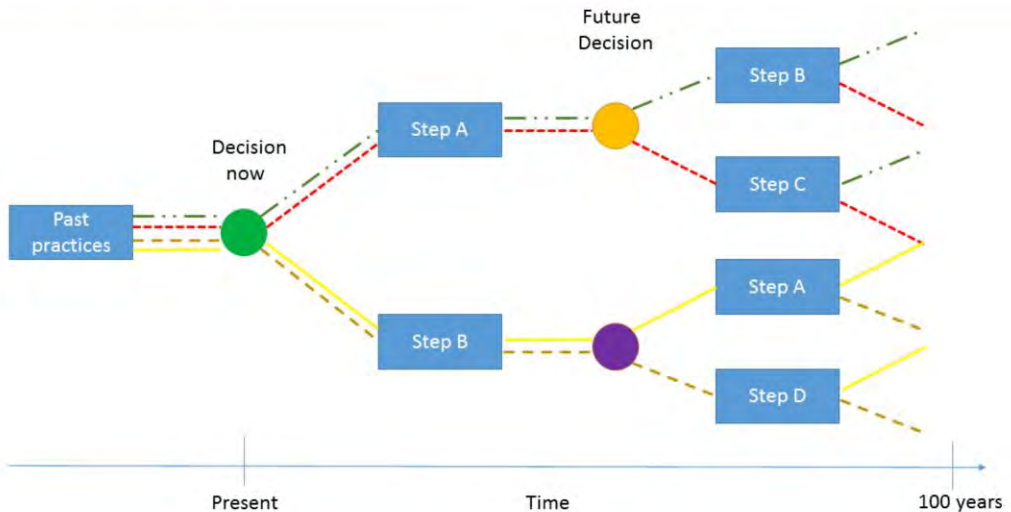 Future
Decision
Step B
Step A
Decision
now
Step C
Past
practices
Step A
Step B
Step D
Present
Time
100 years